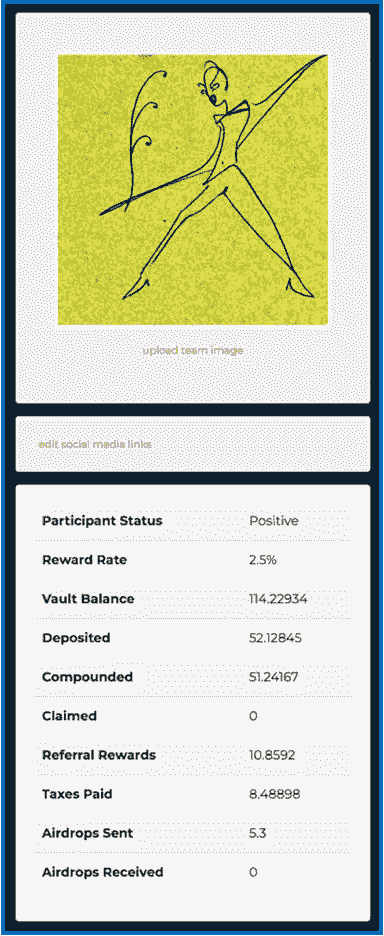 upload team image
edit social media links
Participant Status Positive
Reward Rate 2.5%
Vault Balance 114.22934
Deposited 52.12845
Compounded 51.24167
Claimed 0
Referral Rewards 10.8592
Taxes Paid 8.48898
Airdrops Sent 5.3
Airdrops Received 0